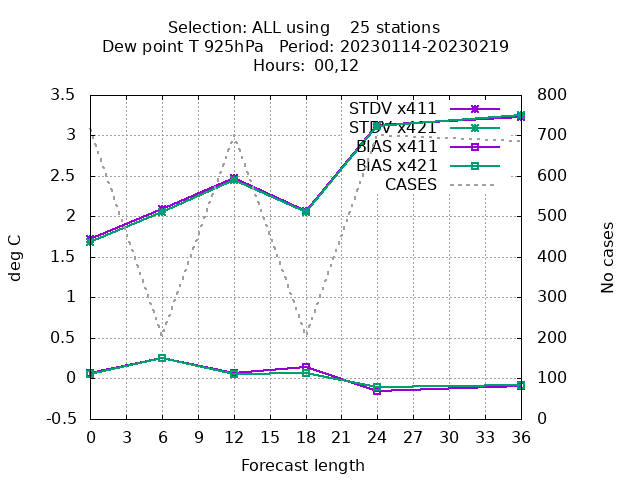 Selection: ALL using    25 stations
Dew point T 925hPa   Period: 20230114-20230219
Hours:  00,12
3.5 STDV x411 800
3 STDV x421 700
BIAS x411
2.5 BIAS x421 600
CASES
2 500
1.5 400
1 300
0.5 200
0 100
-0.5 0
deg C
No cases
0 3 6 9 12 15 18 21 24 27 30 33 36
Forecast length